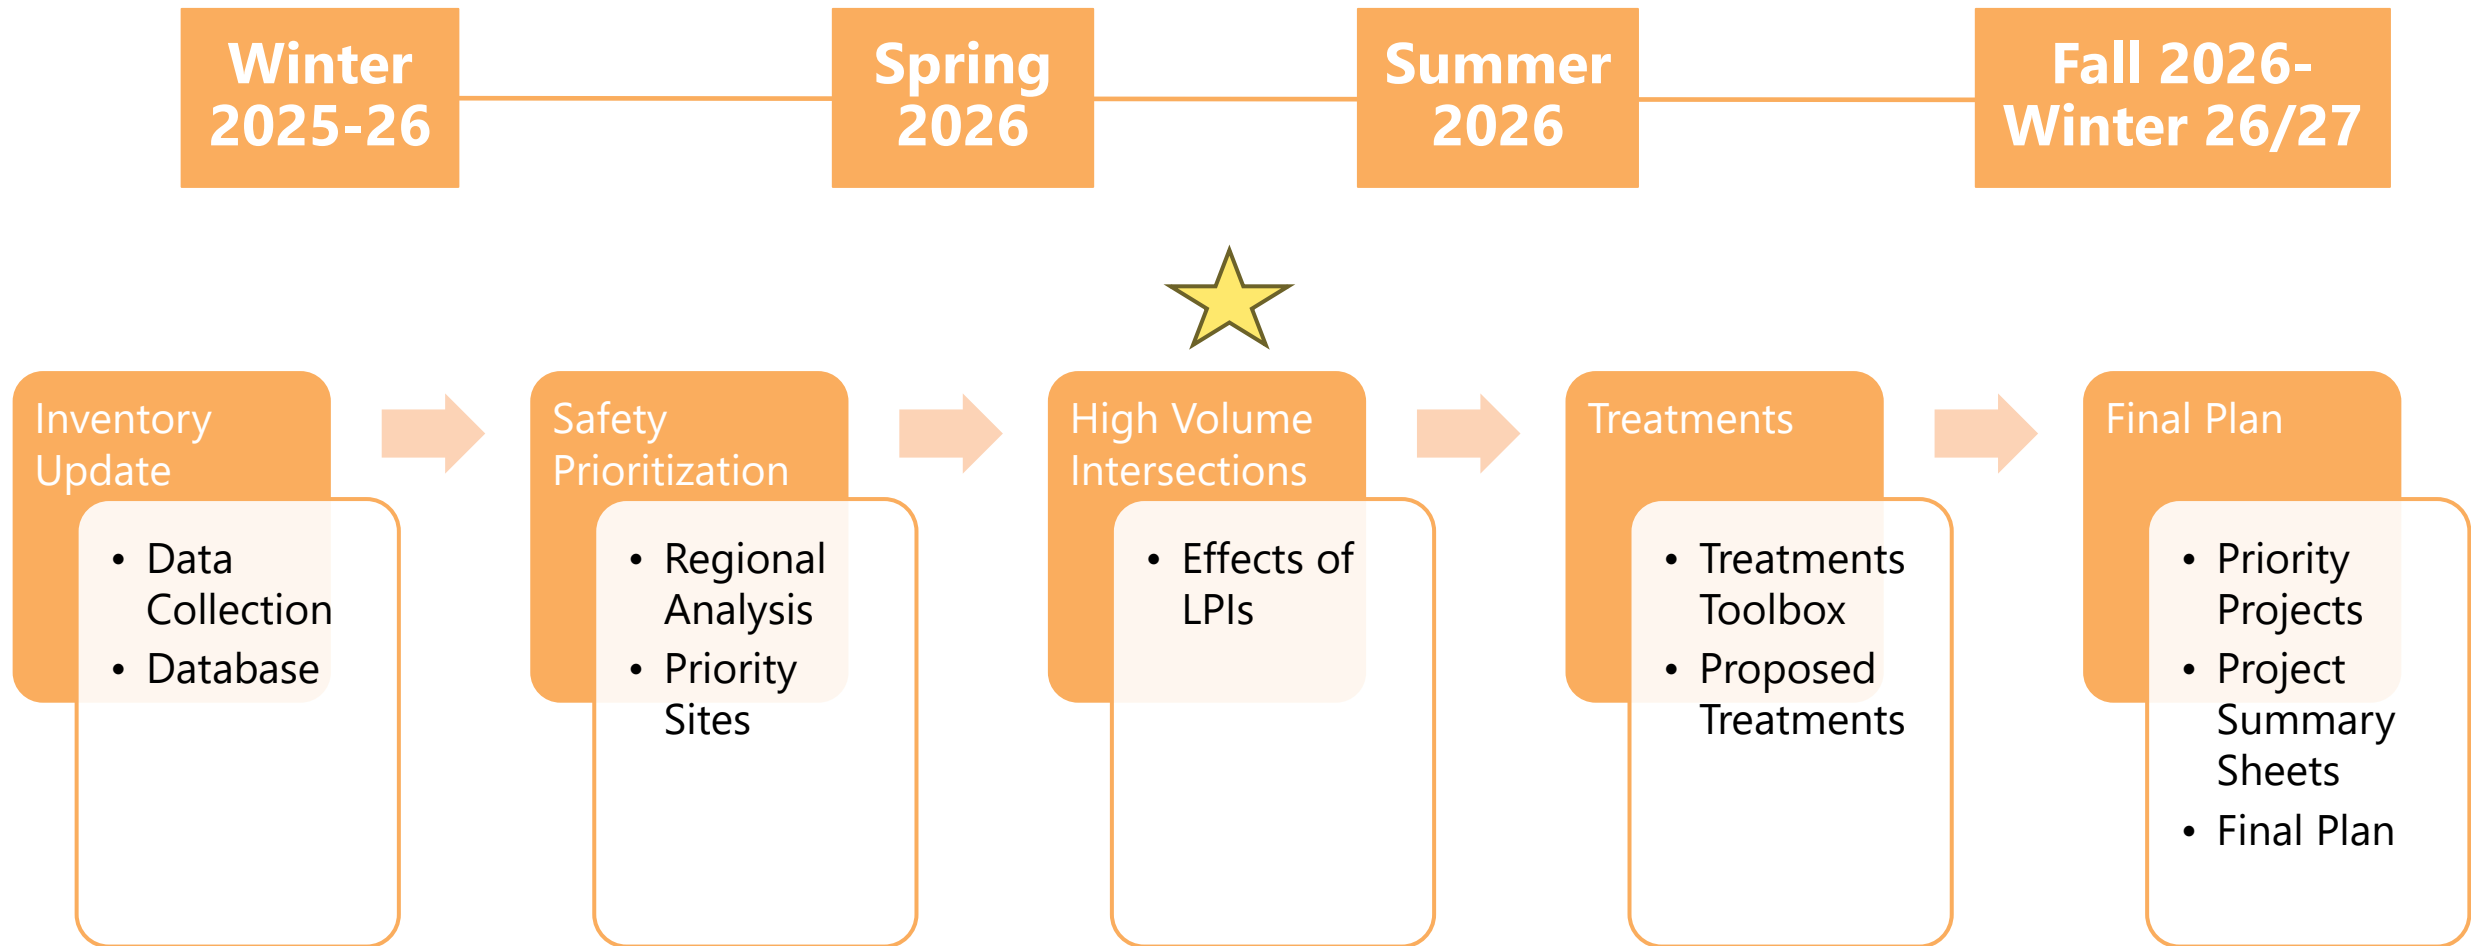 Winter
2025-26
Spring
2026
Summer
2026
Fall 2026-
Winter 26/27
Inventory
Update
• Data
Collection
• Database
Safety
Prioritization
• Regional
Analysis
• Priority
Sites
High Volume
Intersections
• Effects of
LPIs
Treatments
• Treatments
Toolbox
• Proposed
Treatments
Final Plan
• Priority
Projects
• Project
Summary
Sheets
• Final Plan